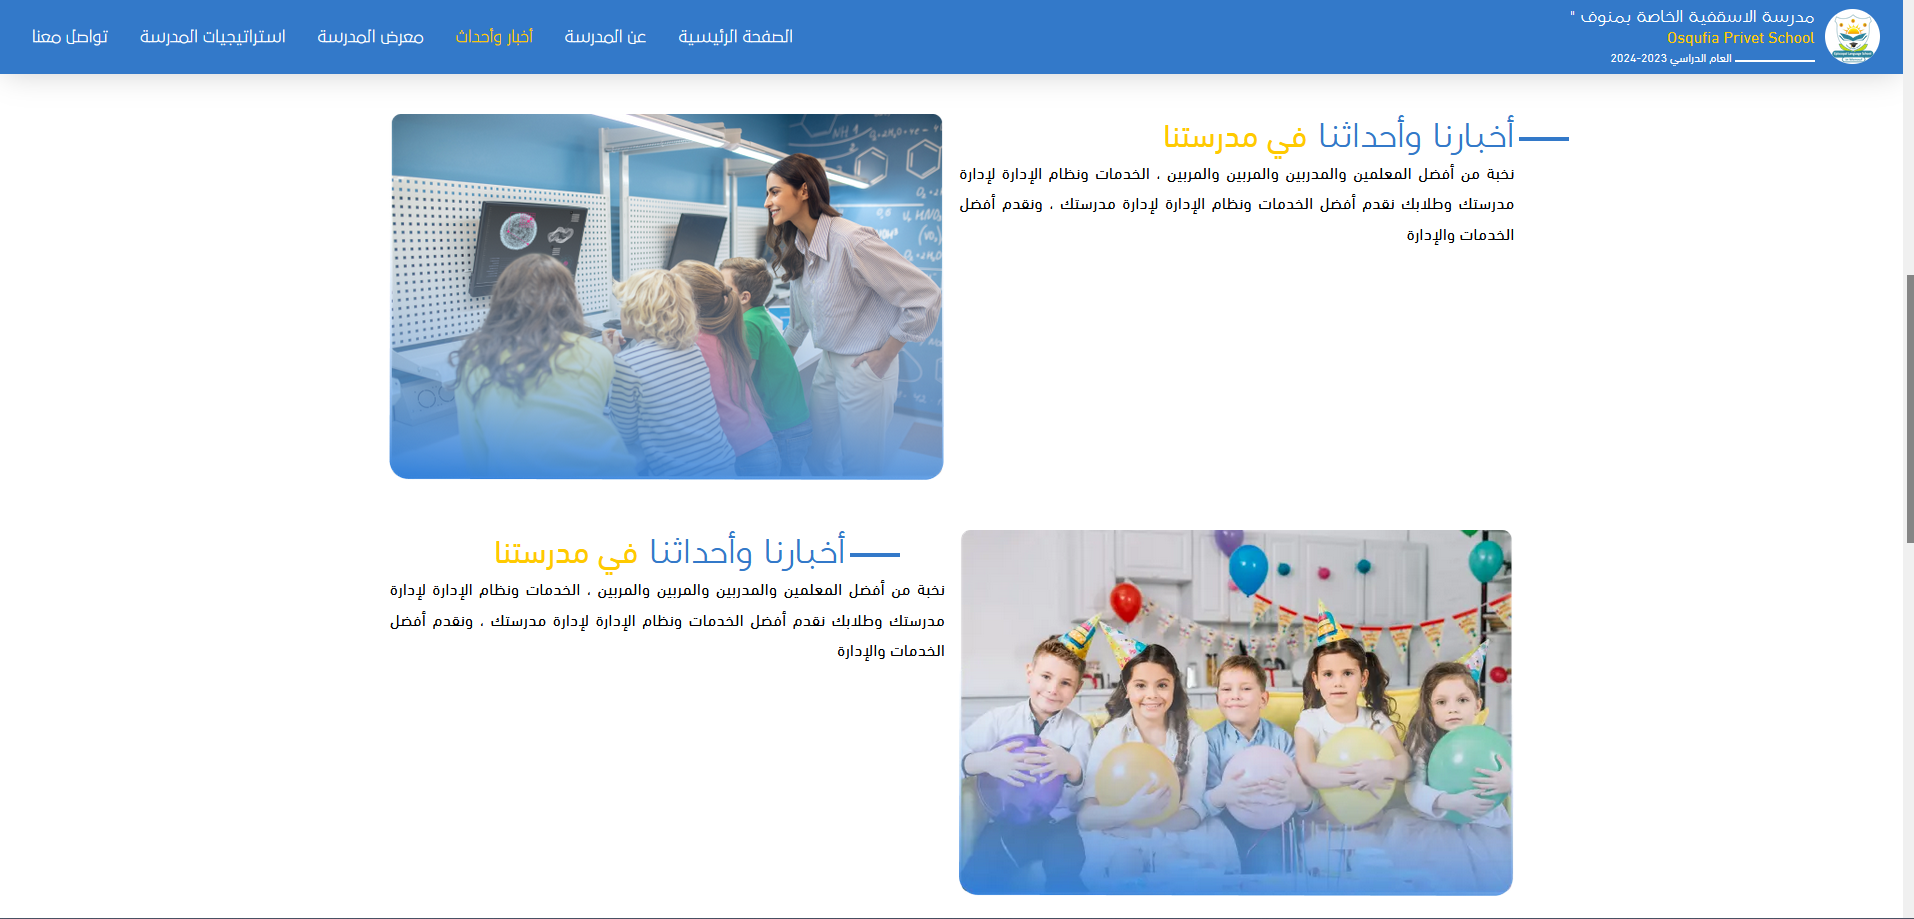 مدرسة الاسقفية الخاصة بمنوف "
Osqufia Privet School
العام الدراسي 2023-2024
الصفحة الرئيسية
عن المدرسة
أخبار وأحداث
معرض المدرسة
استراتيجيات المدرسة
تواصل معنا
أخبارنا وأحداثنا في مدرستنا
نخبة من أفضل المعلمين والمدربين والمربين والمربين ، الخدمات ونظام الإدارة لإدارة
مدرستك وطلابك نقدم أفضل الخدمات ونظام الإدارة لإدارة مدرستك ، ونقدم أفضل
الخدمات والإدارة
أخبارنا وأحداثنا في مدرستنا
نخبة من أفضل المعلمين والمدربين والمربين والمربين ، الخدمات ونظام الإدارة لإدارة
مدرستك وطلابك نقدم أفضل الخدمات ونظام الإدارة لإدارة مدرستك ، ونقدم أفضل
الخدمات والإدارة